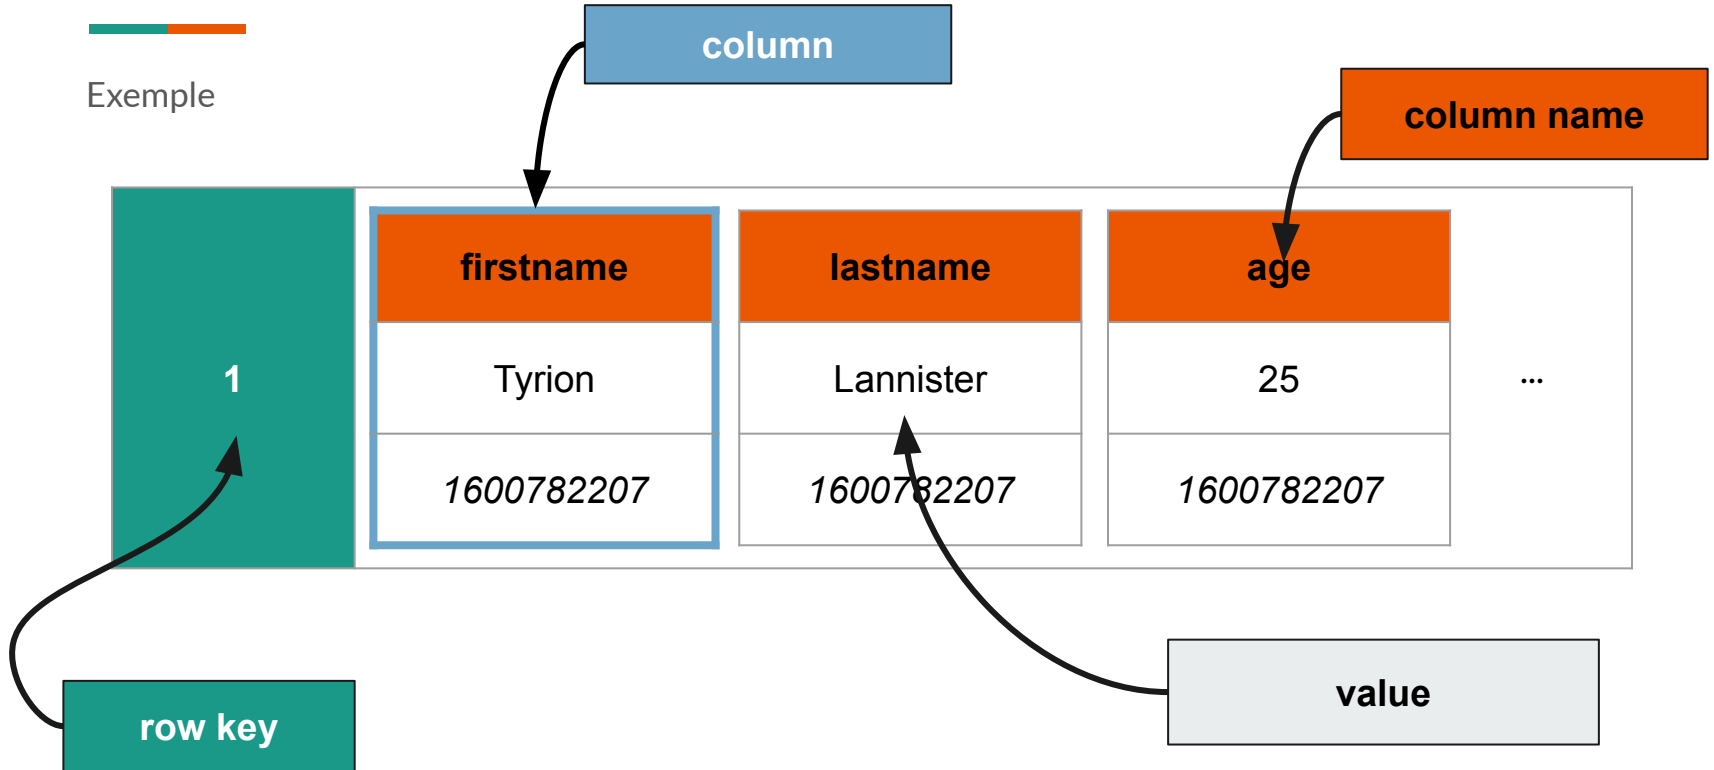 column
Exemple
column name
firstname lastname age
1 Tyrion Lannister 25 ...
1600782207 1600782207 1600782207
value
row key